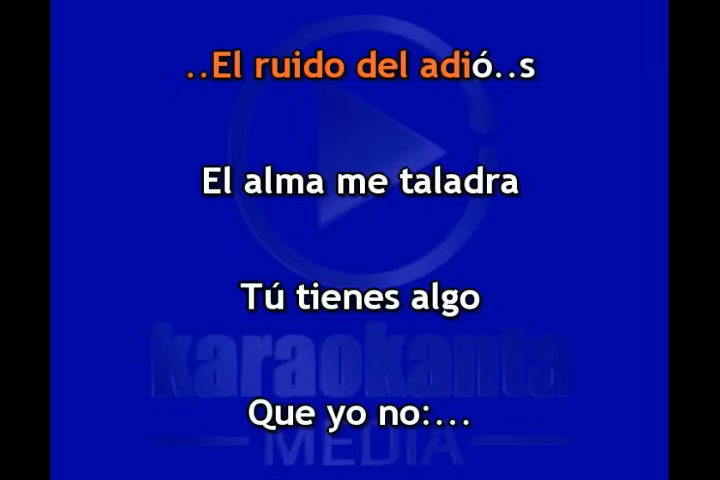 ..El ruido del adió..s
El alma me taladra
Tú tienes algo
karaokanta
Que yo no:...
MEDIA